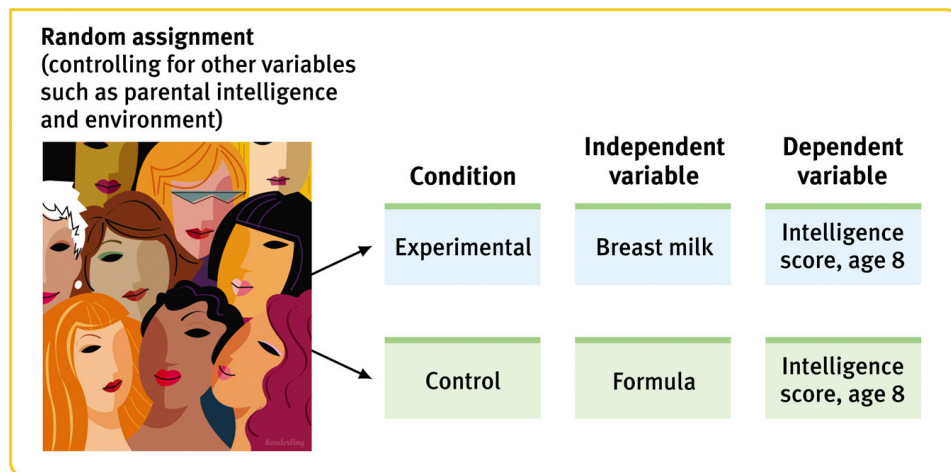 Random assignment
(controlling for other variables
such as parental intelligence
and environment)
Condition
Independent
variable
Dependent
variable
Experimental
Breast milk
Intelligence
score, age 8
Control
Formula
Intelligence
score, age 8
henderling